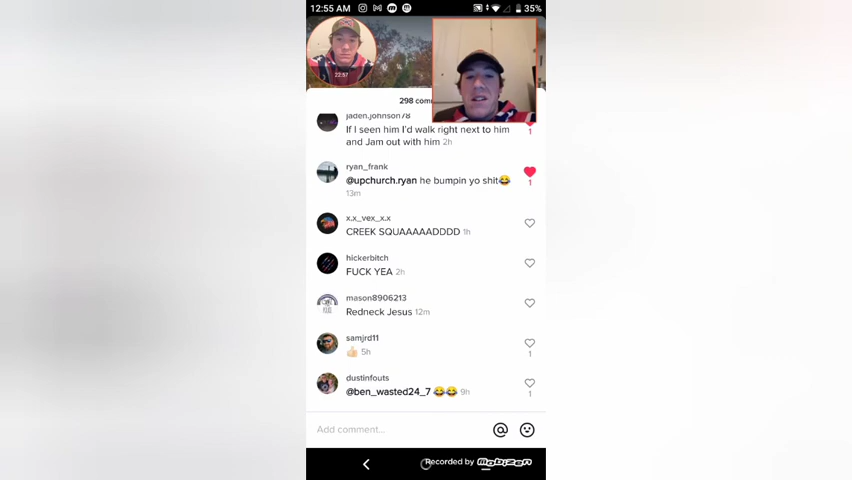 12:55 AM
35%
22:57
298 com
jaden.johnson78
If I seen him I'd walk right next to him
and Jam out with him 2h
1
ryan_frank
@upchurch.ryan he bumpin yo shit😂
1
13m
x.x_vex_x.x
CREEK SQUAAAAADDDD 1h
hickerbitch
FUCK YEA 2h
mason8906213
Redneck Jesus 12m
samjrd11
👍🏻 5h
1
dustinfouts
@ben_wasted24_7 😂😂 9h
1
Add comment...
Recorded by Mobizen